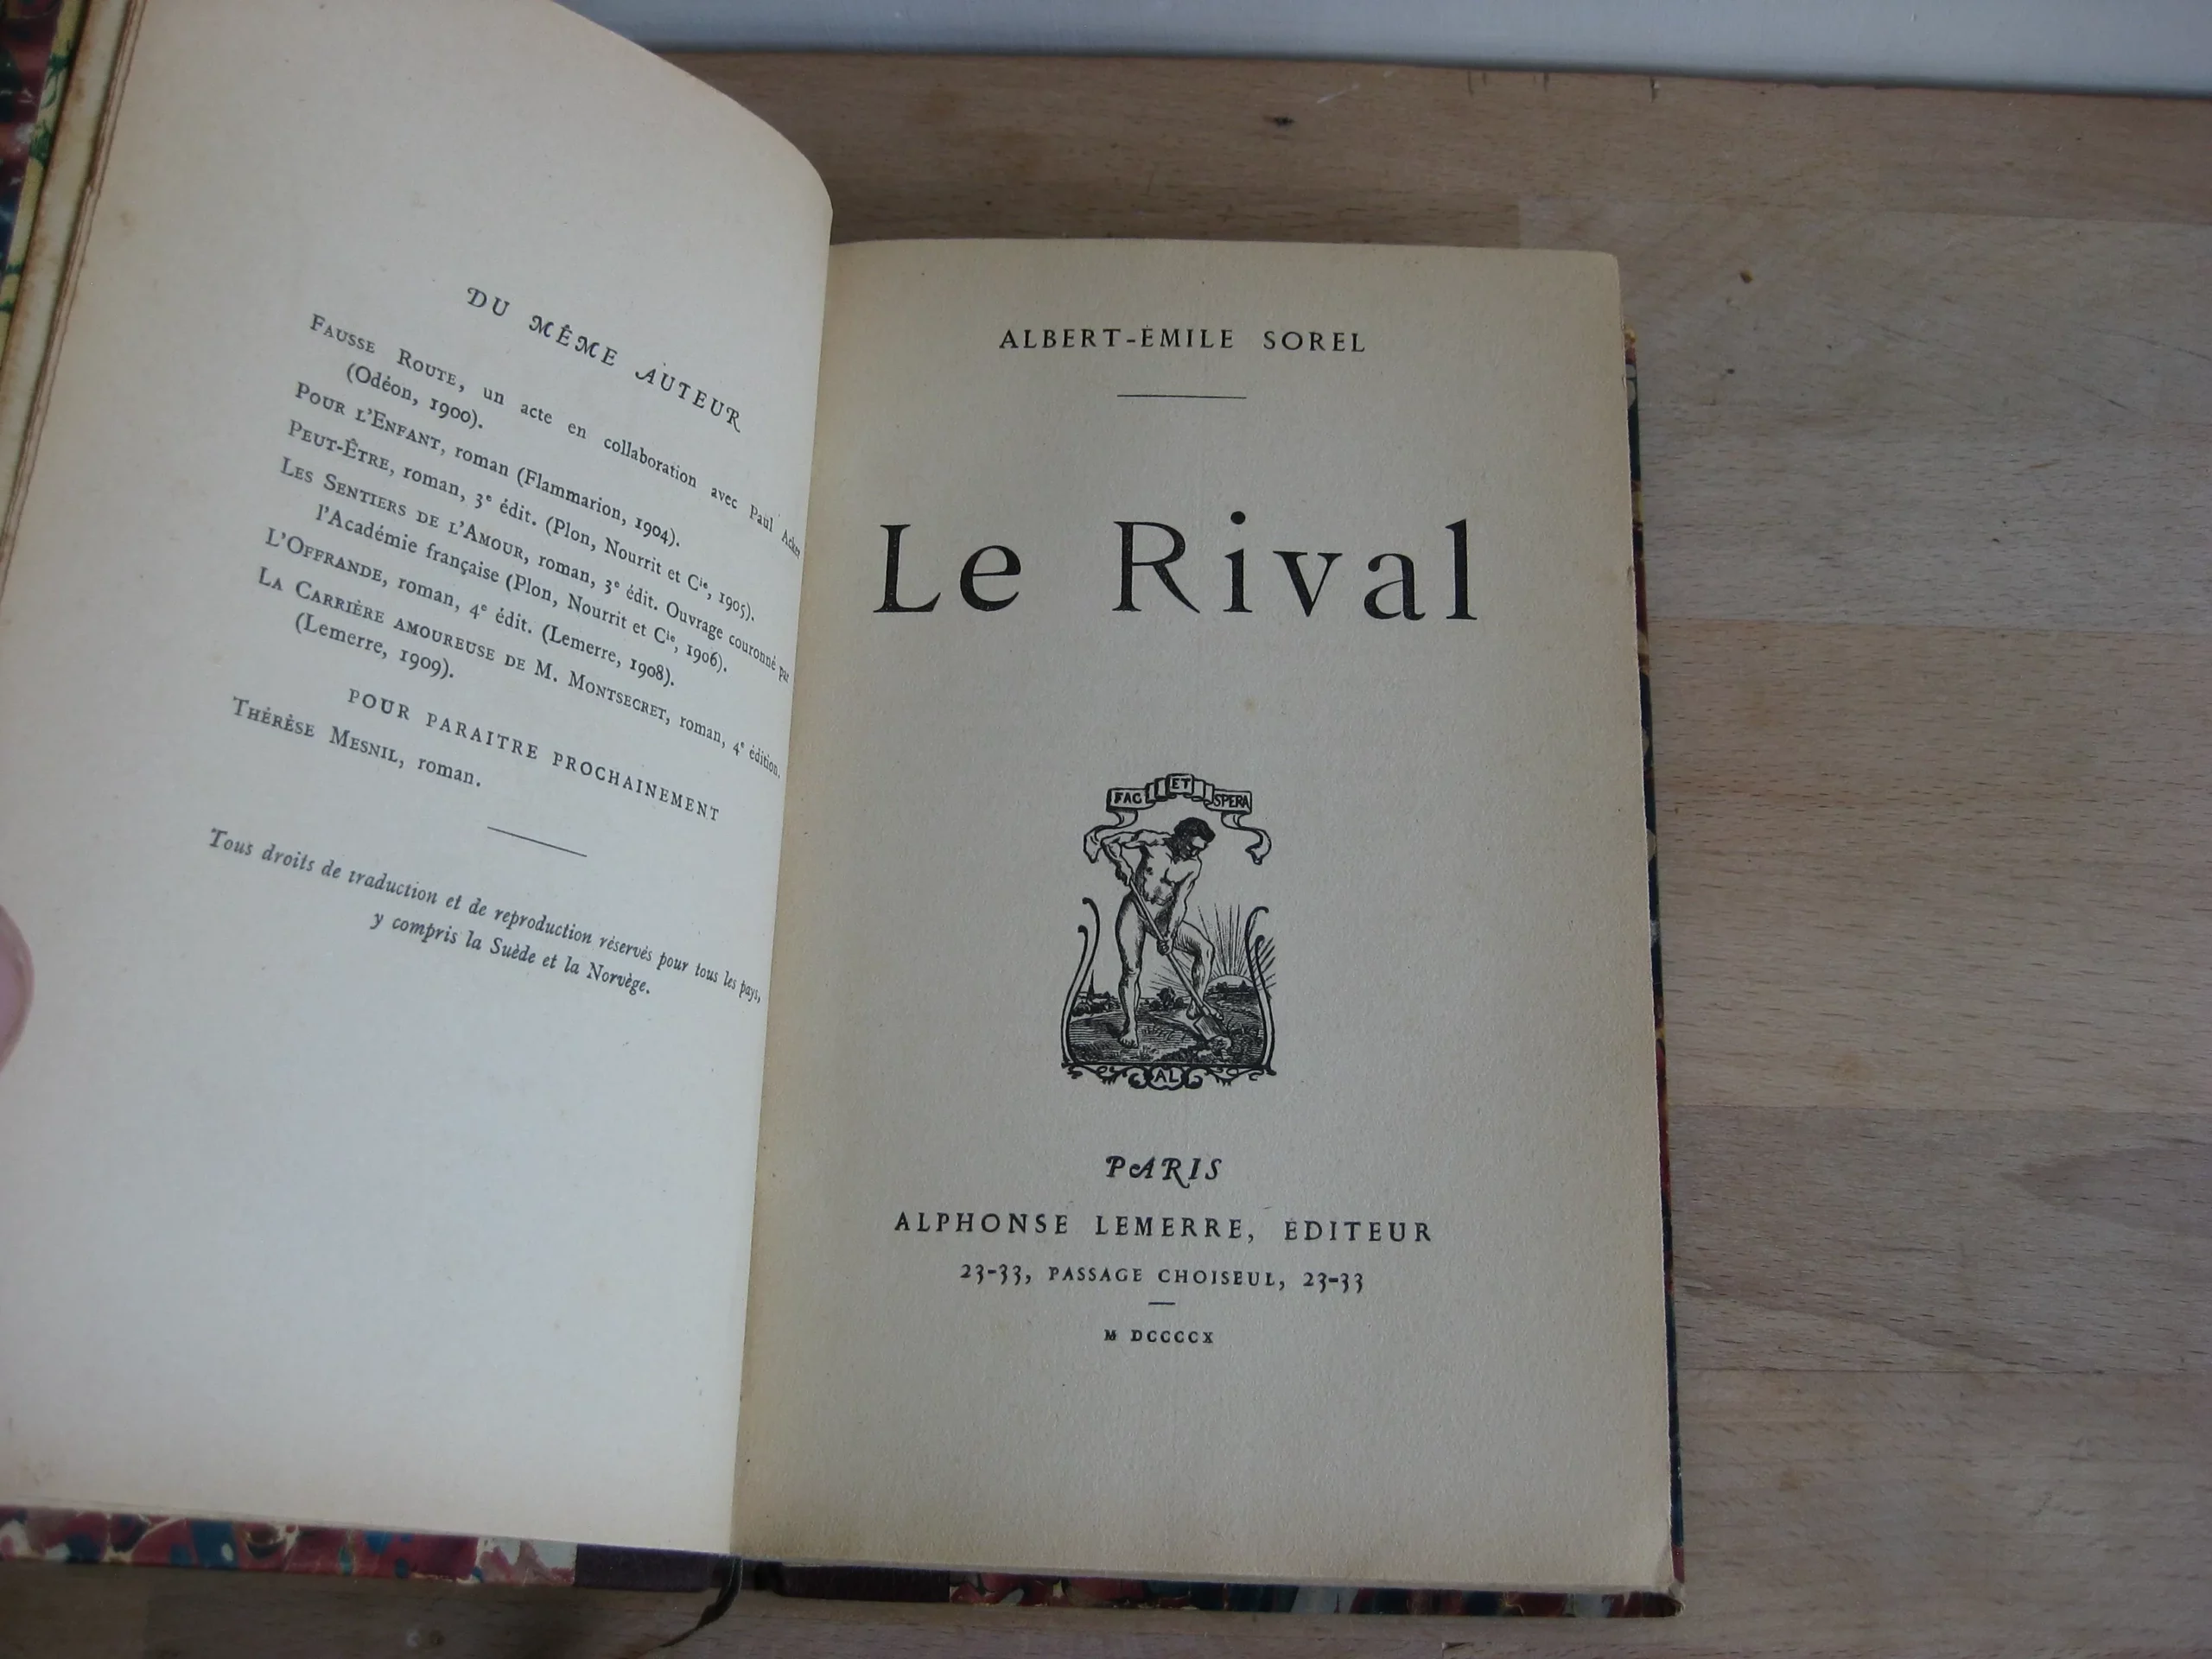 DU MÊME AUTEUR
FAUSSE ROUTE, un acte en collaboration avec Paul Acker
(Odéon, 1900).
POUR L'ENFANT, roman (Flammarion, 1904).
PEUT-ÊTRE, roman, 3e édit. (Plon, Nourrit et Cie, 1905).
LES SENTIERS DE L'AMOUR, roman, 3e édit. Ouvrage couronné par
l'Académie française (Plon, Nourrit et Cie, 1906).
L'OFFRANDE, roman, 4e édit. (Lemerre, 1908).
LA CARRIÈRE AMOUREUSE DE M. MONTSECRET, roman, 4e édition.
(Lemerre, 1909).
POUR PARAITRE PROCHAINEMENT
THÉRÈSE MESNIL, roman.
Tous droits de traduction et de reproduction réservés pour tous les pays,
y compris la Suède et la Norvège.
ALBERT-ÉMILE SOREL
Le Rival
FAC ET SPERA
AL
PARIS
ALPHONSE LEMERRE, ÉDITEUR
23-33, PASSAGE CHOISEUL, 23-33
M DCCCCX